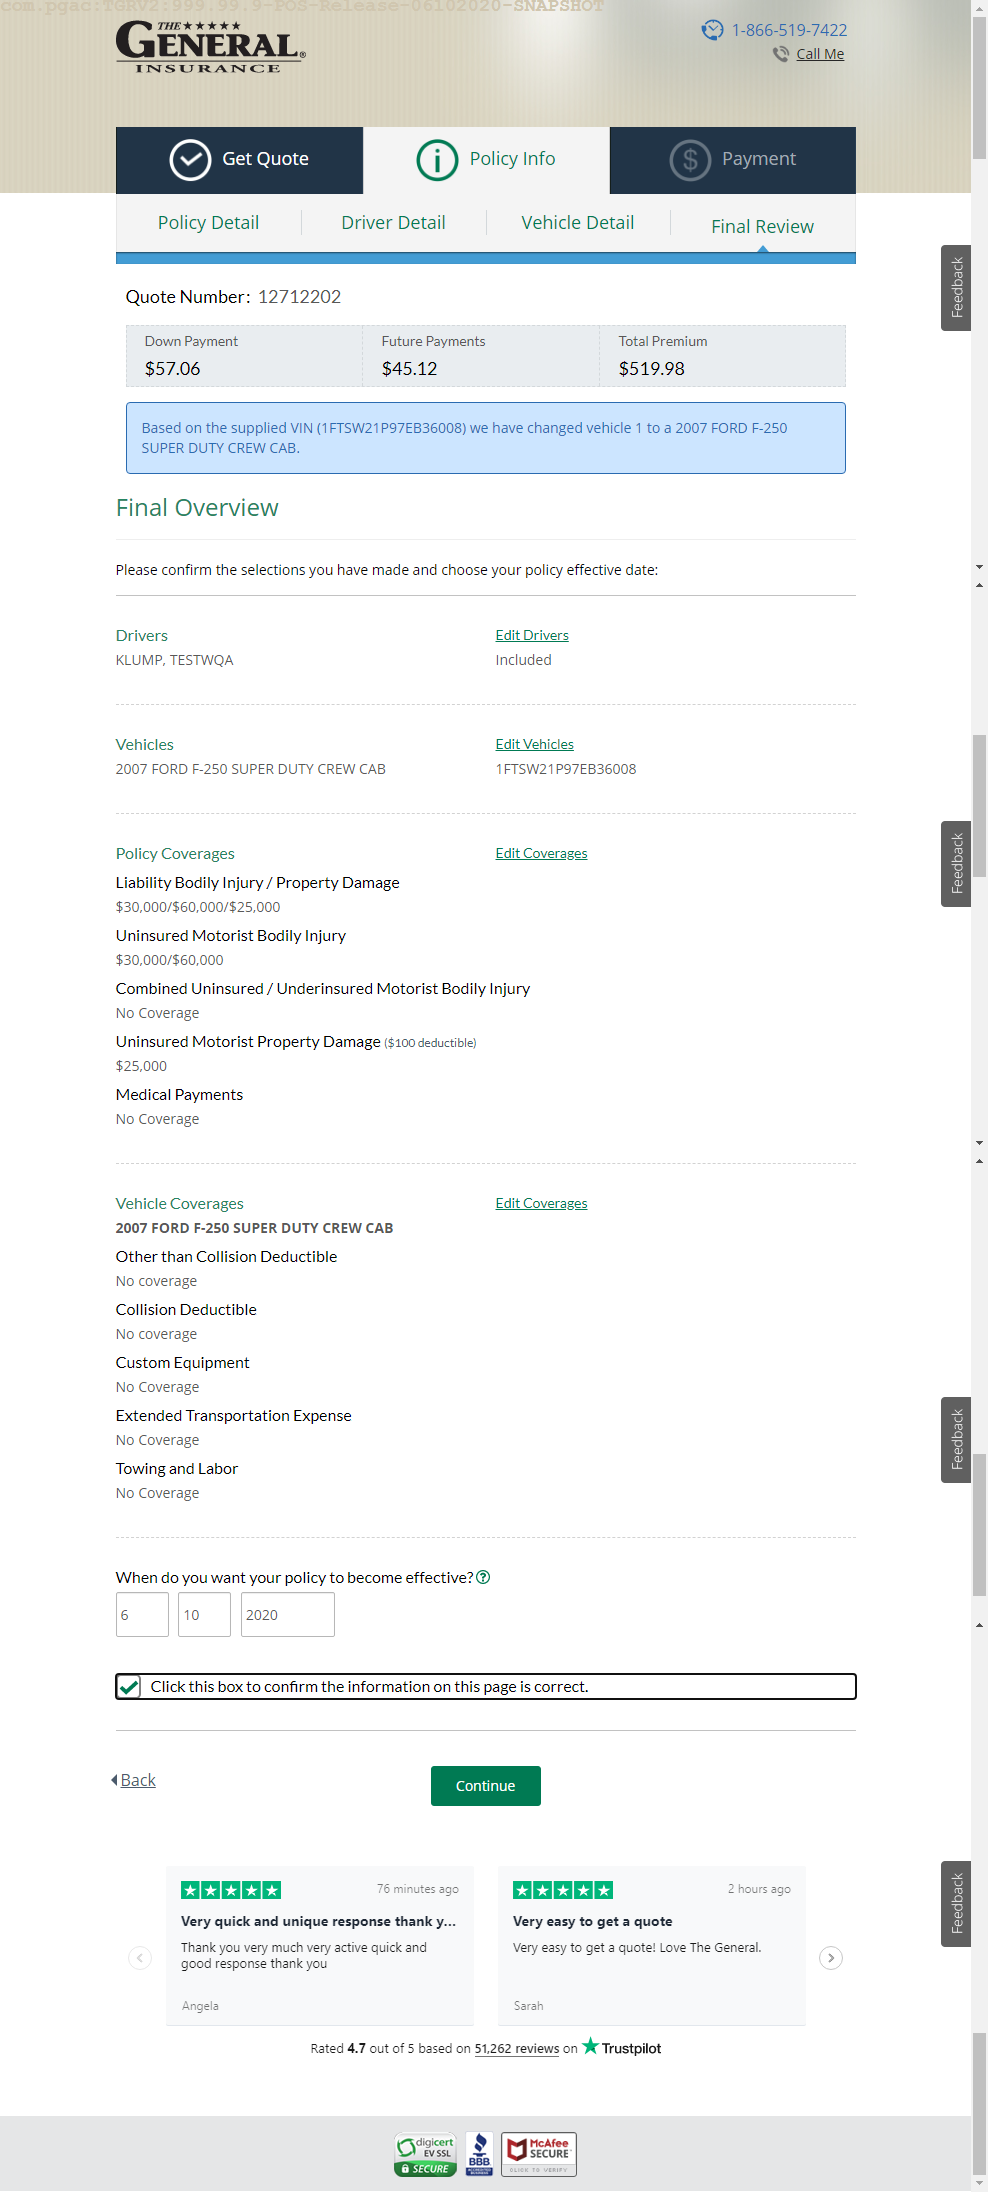 com.pgac:TGRV2:999.99.9-POS-Release-06102020-SNAPSHOT
THE
GENERAL®
INSURANCE
1-866-519-7422
Call Me
Get Quote
Policy Info
$ Payment
Policy Detail
Driver Detail
Vehicle Detail
Final Review
Feedback
Quote Number: 12712202
Down Payment
Future Payments
Total Premium
$57.06
$45.12
$519.98
Based on the supplied VIN (1FTSW21P97EB36008) we have changed vehicle 1 to a 2007 FORD F-250
SUPER DUTY CREW CAB.
Final Overview
Please confirm the selections you have made and choose your policy effective date:
Drivers
Edit Drivers
KLUMP, TESTWQA
Included
Vehicles
Edit Vehicles
2007 FORD F-250 SUPER DUTY CREW CAB
1FTSW21P97EB36008
Feedback
Policy Coverages
Edit Coverages
Liability Bodily Injury / Property Damage
$30,000/$60,000/$25,000
Uninsured Motorist Bodily Injury
$30,000/$60,000
Combined Uninsured / Underinsured Motorist Bodily Injury
No Coverage
Uninsured Motorist Property Damage ($100 deductible)
$25,000
Medical Payments
No Coverage
Vehicle Coverages
Edit Coverages
2007 FORD F-250 SUPER DUTY CREW CAB
Other than Collision Deductible
No coverage
Collision Deductible
No coverage
Custom Equipment
No Coverage
Extended Transportation Expense
No Coverage
Feedback
Towing and Labor
No Coverage
When do you want your policy to become effective? ?
6
10
2020
Click this box to confirm the information on this page is correct.
Back
Continue
Feedback
76 minutes ago
Very quick and unique response thank y...
Thank you very much very active quick and
good response thank you
Angela
2 hours ago
Very easy to get a quote
Very easy to get a quote! Love The General.
Sarah
Rated 4.7 out of 5 based on 51,262 reviews on Trustpilot
digicert
EV SSL
SECURE
BBB
ACCREDITED
BUSINESS
McAfee
SECURE
CLICK TO VERIFY